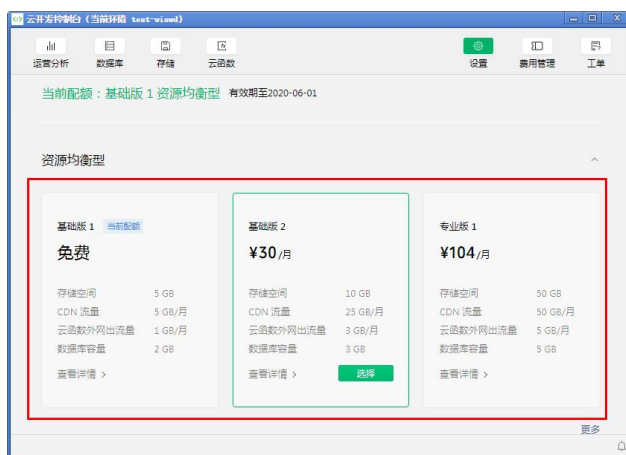 云开发控制台（当前环境 test-wismd）
运营分析 数据库 存储 云函数 设置 费用管理 工单
当前配额：基础版 1 资源均衡型 有效期至2020-06-01
资源均衡型
基础版 1 当前配额 基础版 2 专业版 1
免费 ¥30/月 ¥104/月
存储空间 5 GB 存储空间 10 GB 存储空间 50 GB
CDN 流量 5 GB/月 CDN 流量 25 GB/月 CDN 流量 50 GB/月
云函数外网出流量 1 GB/月 云函数外网出流量 3 GB/月 云函数外网出流量 5 GB/月
数据库容量 2 GB 数据库容量 3 GB 数据库容量 5 GB
查看详情 > 查看详情 > 选择 查看详情 >
更多